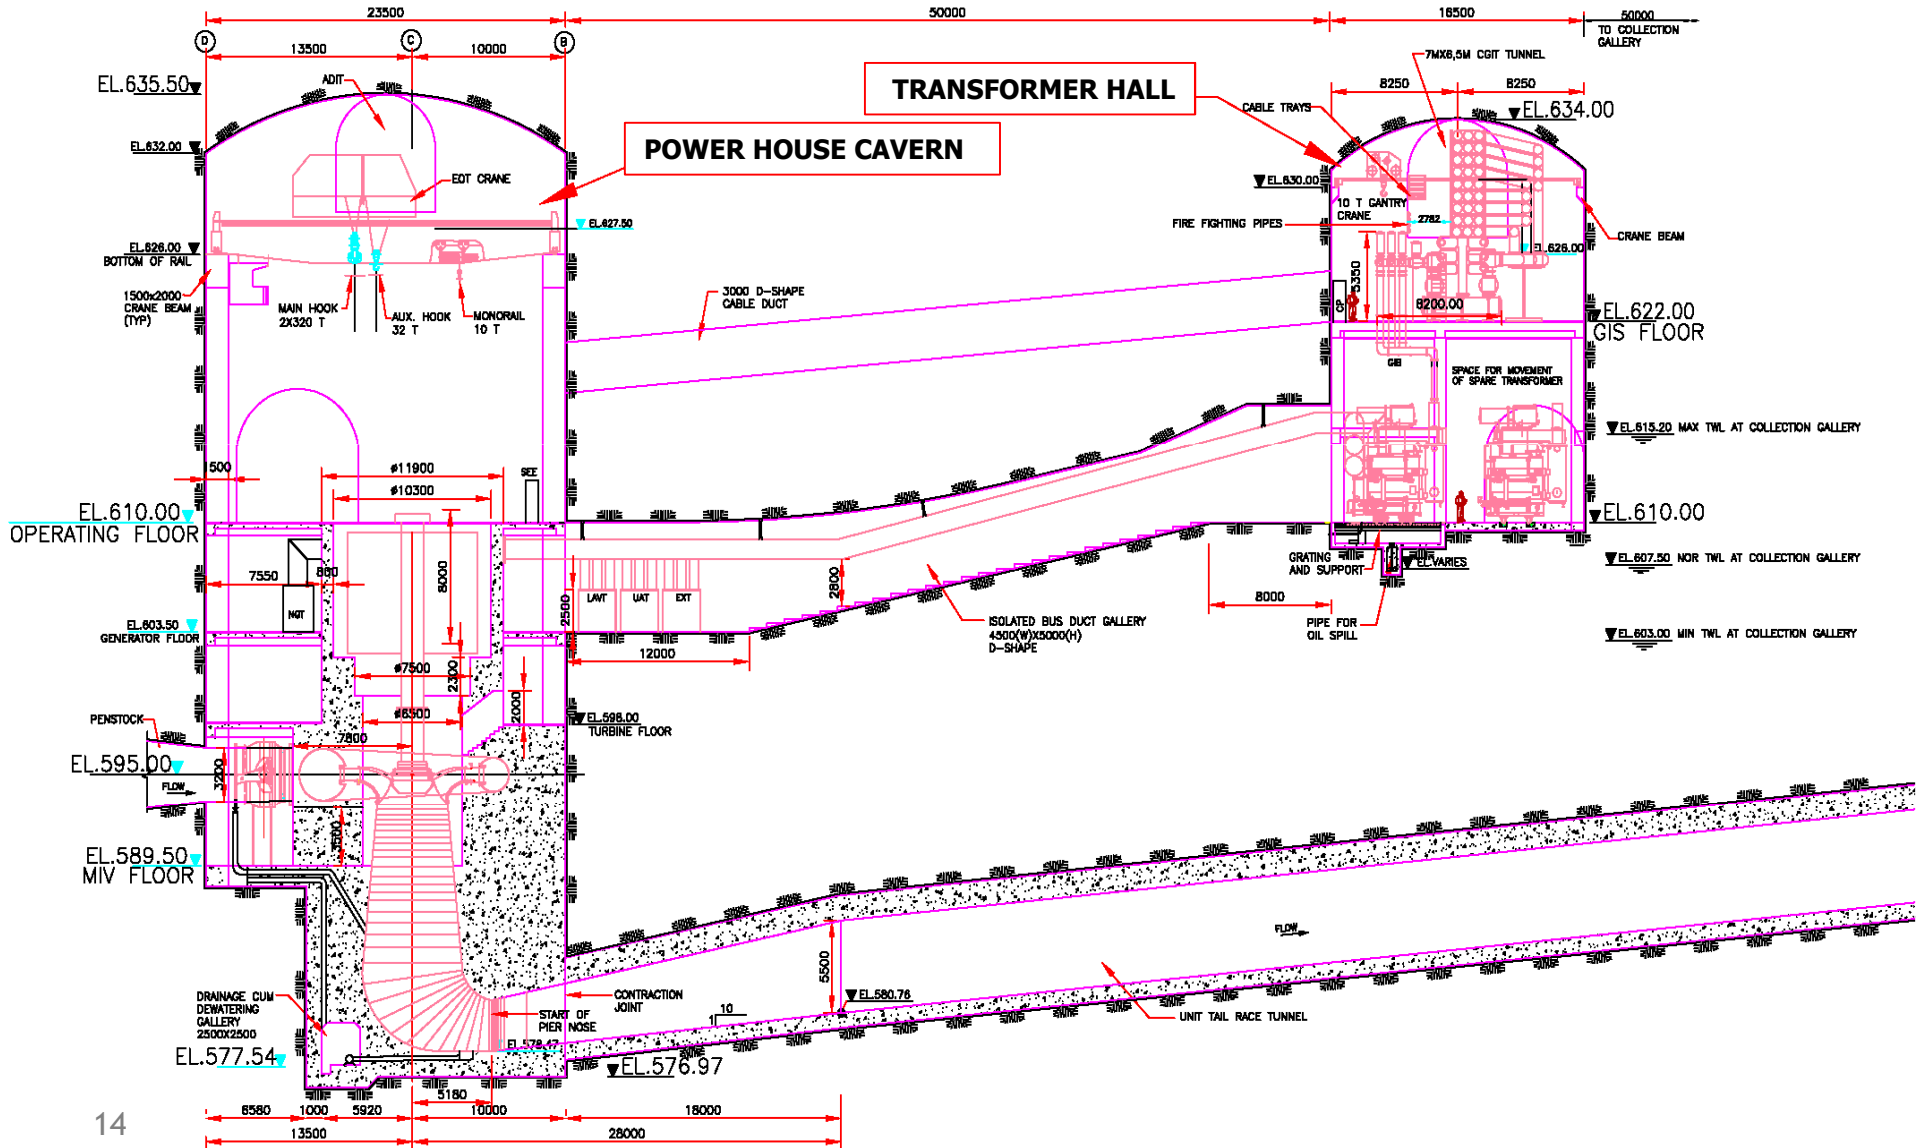 23500
50000
16500
50000
TO COLLECTION
GALLERY
D
C
B
13500
10000
7MX6,5M CGIT TUNNEL
8250
8250
EL.635.50
ADIT
TRANSFORMER HALL
CABLE TRAYS
EL.634.00
EL.632.00
POWER HOUSE CAVERN
EOT CRANE
EL.630.00
10 T GANTRY
CRANE
2782
FIRE FIGHTING PIPES
EL.627.50
CRANE BEAM
EL.626.00
BOTTOM OF RAIL
EL.626.00
1500x2000
CRANE BEAM
(TYP)
MAIN HOOK
2X320 T
AUX. HOOK
32 T
MONORAIL
10 T
3000 D-SHAPE
CABLE DUCT
5350
CP
8200.00
EL.622.00
GIS FLOOR
GIB
SPACE FOR MOVEMENT
OF SPARE TRANSFORMER
EL.615.20 MAX TWL AT COLLECTION GALLERY
1500
ø11900
ø10300
SEE
EL.610.00
OPERATING FLOOR
EL.610.00
7550
800
8000
NGT
2500
LAVT
UAT
EXT
2800
GRATING
AND SUPPORT
EL.VARIES
EL.607.50 NOR TWL AT COLLECTION GALLERY
8000
EL.603.50
GENERATOR FLOOR
12000
ISOLATED BUS DUCT GALLERY
4500(W)X5000(H)
D-SHAPE
PIPE FOR
OIL SPILL
EL.603.00 MIN TWL AT COLLECTION GALLERY
ø7500
2300
2000
ø6500
EL.598.00
TURBINE FLOOR
PENSTOCK
7800
EL.595.00
3200
FLOW
3500
EL.589.50
MIV FLOOR
FLOW
5500
EL.580.76
DRAINAGE CUM
DEWATERING
GALLERY
2500X2500
CONTRACTION
JOINT
START OF
PIER NOSE
10
1
UNIT TAIL RACE TUNNEL
EL.578.47
EL.577.54
EL.576.97
5180
6580
1000
5920
10000
18000
13500
28000
14